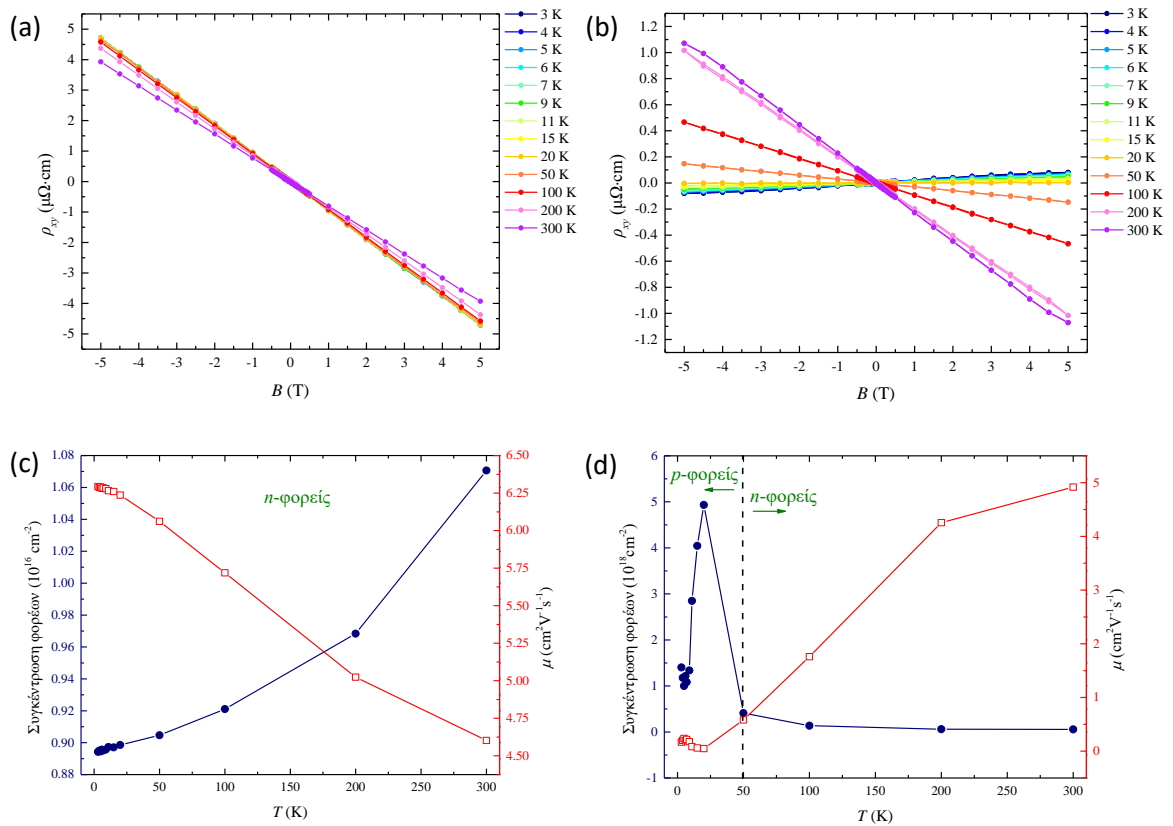 (a)
ρxy (μΩ·cm)
5
4
3
2
1
0
-1
-2
-3
-4
-5
-5 -4 -3 -2 -1 0 1 2 3 4 5
B (T)
3 K
4 K
5 K
6 K
7 K
9 K
11 K
15 K
20 K
50 K
100 K
200 K
300 K
(b)
ρxy (μΩ·cm)
1.2
1.0
0.8
0.6
0.4
0.2
0.0
-0.2
-0.4
-0.6
-0.8
-1.0
-1.2
-5 -4 -3 -2 -1 0 1 2 3 4 5
B (T)
3 K
4 K
5 K
6 K
7 K
9 K
11 K
15 K
20 K
50 K
100 K
200 K
300 K
(c)
Συγκέντρωση φορέων (10¹⁶ cm⁻²)
1.08
1.06
1.04
1.02
1.00
0.98
0.96
0.94
0.92
0.90
0.88
n-φορείς
6.50
6.25
6.00
5.75
5.50
5.25
5.00
4.75
4.50
μ (cm²V⁻¹s⁻¹)
0 50 100 150 200 250 300
T (K)
(d)
Συγκέντρωση φορέων (10¹⁸ cm⁻²)
6
5
4
3
2
1
0
-1
p-φορείς
n-φορείς
5
4
3
2
1
0
μ (cm²V⁻¹s⁻¹)
0 50 100 150 200 250 300
T (K)